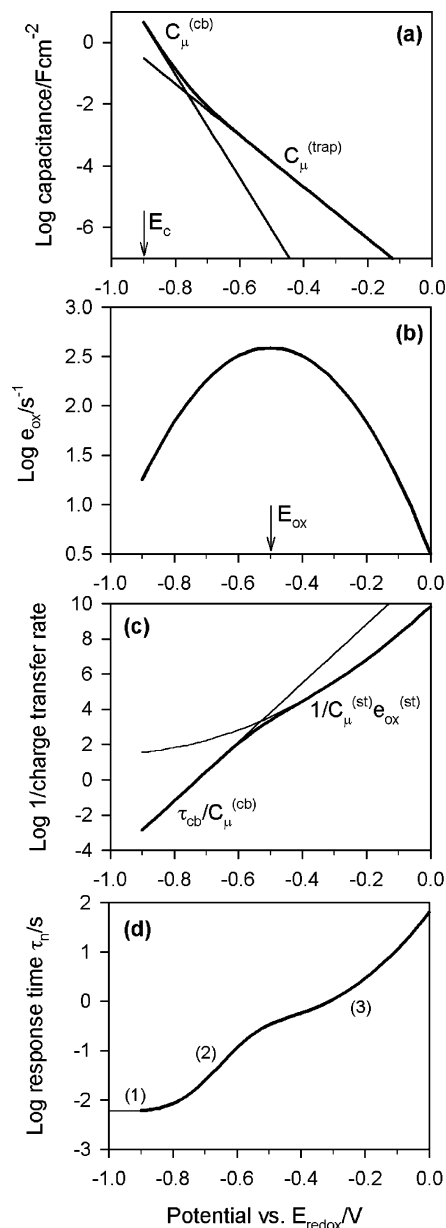 (a)
Log capacitance/Fcm⁻²
0
-2
-4
-6
C_μ^(cb)
C_μ^(trap)
E_c
-1.0 -0.8 -0.6 -0.4 -0.2 0.0
(b)
Log e_ox/s⁻¹
3.0
2.5
2.0
1.5
1.0
0.5
E_ox
-1.0 -0.8 -0.6 -0.4 -0.2 0.0
(c)
Log 1/charge transfer rate
10
8
6
4
2
0
-2
-4
1/C_μ^(st)e_ox^(st)
τ_cb/C_μ^(cb)
-1.0 -0.8 -0.6 -0.4 -0.2 0.0
(d)
Log response time τ_n/s
2
1
0
-1
-2
-3
(1)
(2)
(3)
-1.0 -0.8 -0.6 -0.4 -0.2 0.0
Potential vs. E_redox/V